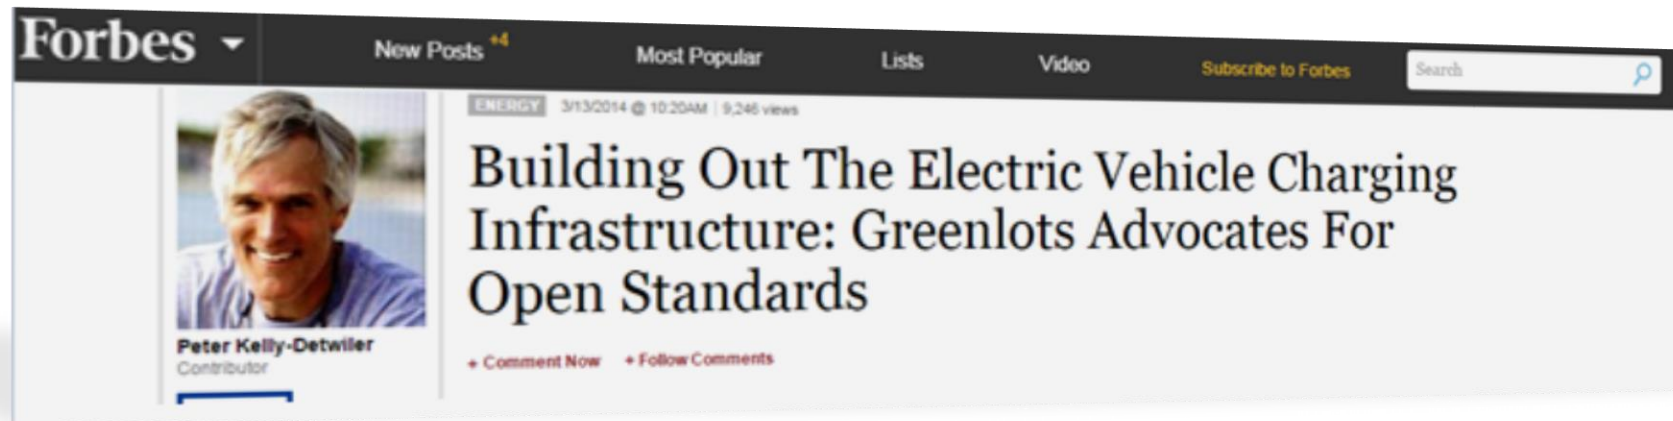 Forbes
New Posts +4
Most Popular
Lists
Video
Subscribe to Forbes
Search
ENERGY 3/13/2014 @ 10:20AM | 9,246 views
Building Out The Electric Vehicle Charging
Infrastructure: Greenlots Advocates For
Open Standards
+ Comment Now + Follow Comments
Peter Kelly-Detwiler
Contributor